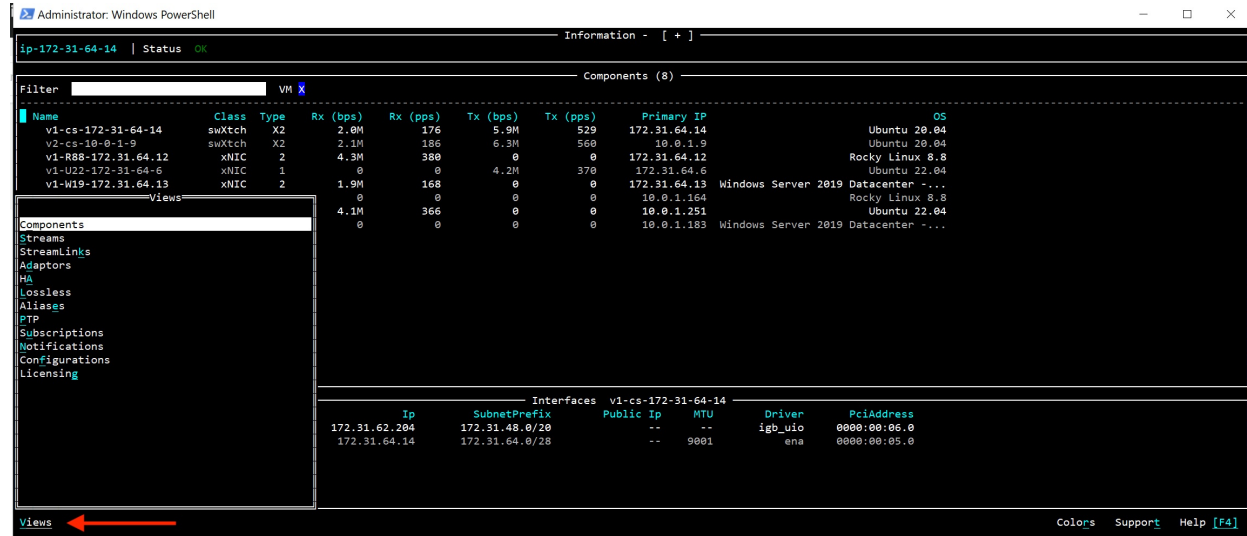 Administrator: Windows PowerShell
Information - [ + ]
ip-172-31-64-14 | Status OK
Components (8)
Filter VM X
Name Class Type Rx (bps) Rx (pps) Tx (bps) Tx (pps) Primary IP OS
v1-cs-172-31-64-14 swXtch X2 2.0M 176 5.9M 529 172.31.64.14 Ubuntu 20.04
v2-cs-10-0-1-9 swXtch X2 2.1M 186 6.3M 560 10.0.1.9 Ubuntu 20.04
v1-R88-172.31.64.12 xNIC 2 4.3M 380 0 0 172.31.64.12 Rocky Linux 8.8
v1-U22-172-31-64-6 xNIC 1 0 0 4.2M 370 172.31.64.6 Ubuntu 22.04
v1-W19-172.31.64.13 xNIC 2 1.9M 168 0 0 172.31.64.13 Windows Server 2019 Datacenter -...
Views 0 0 0 0 10.0.1.164 Rocky Linux 8.8
4.1M 366 0 0 10.0.1.251 Ubuntu 22.04
Components 0 0 0 0 10.0.1.183 Windows Server 2019 Datacenter -...
Streams
StreamLinks
Adaptors
HA
Lossless
Aliases
PTP
Subscriptions
Notifications
Configurations
Licensing
Interfaces v1-cs-172-31-64-14
Ip SubnetPrefix Public Ip MTU Driver PciAddress
172.31.62.204 172.31.48.0/20 -- -- igb_uio 0000:00:06.0
172.31.64.14 172.31.64.0/28 -- 9001 ena 0000:00:05.0
Views Colors Support Help [F4]